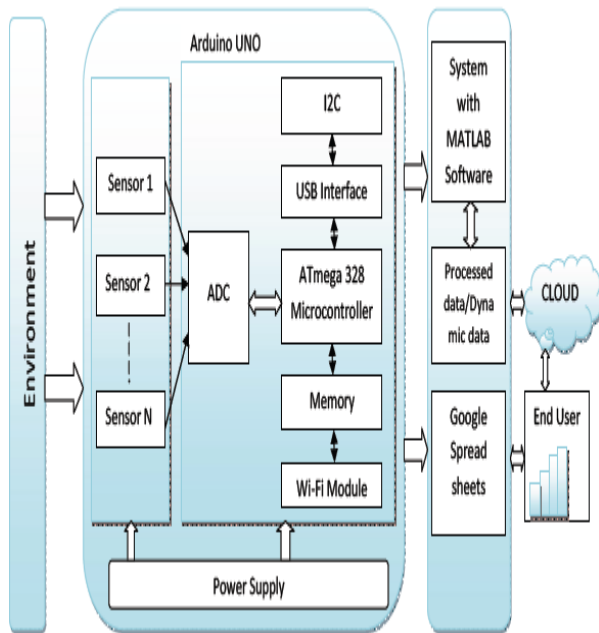 Environment
Arduino UNO
Sensor 1
Sensor 2
Sensor N
ADC
I2C
USB Interface
ATmega 328
Microcontroller
Memory
Wi-Fi Module
Power Supply
System
with
MATLAB
Software
Processed
data/Dyna
mic data
Google
Spread
sheets
CLOUD
End User